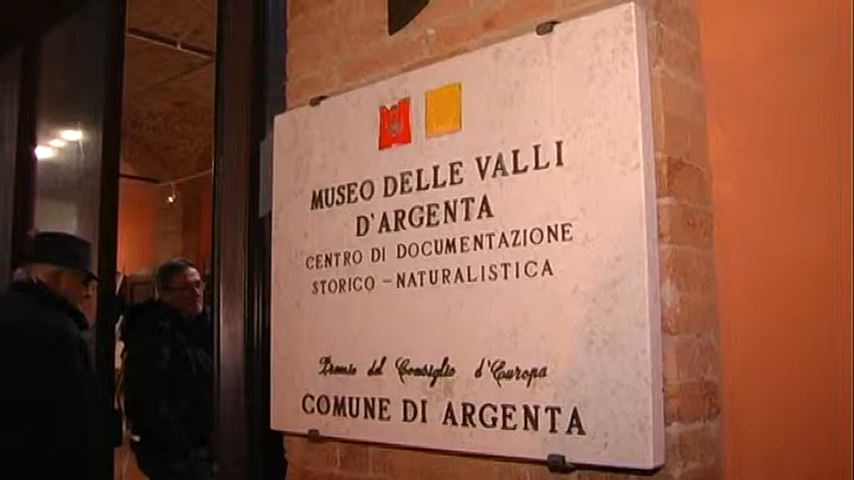 MUSEO DELLE VALLI
D'ARGENTA
CENTRO DI DOCUMENTAZIONE
STORICO - NATURALISTICA
Premio del Consiglio d'Europa
COMUNE DI ARGENTA